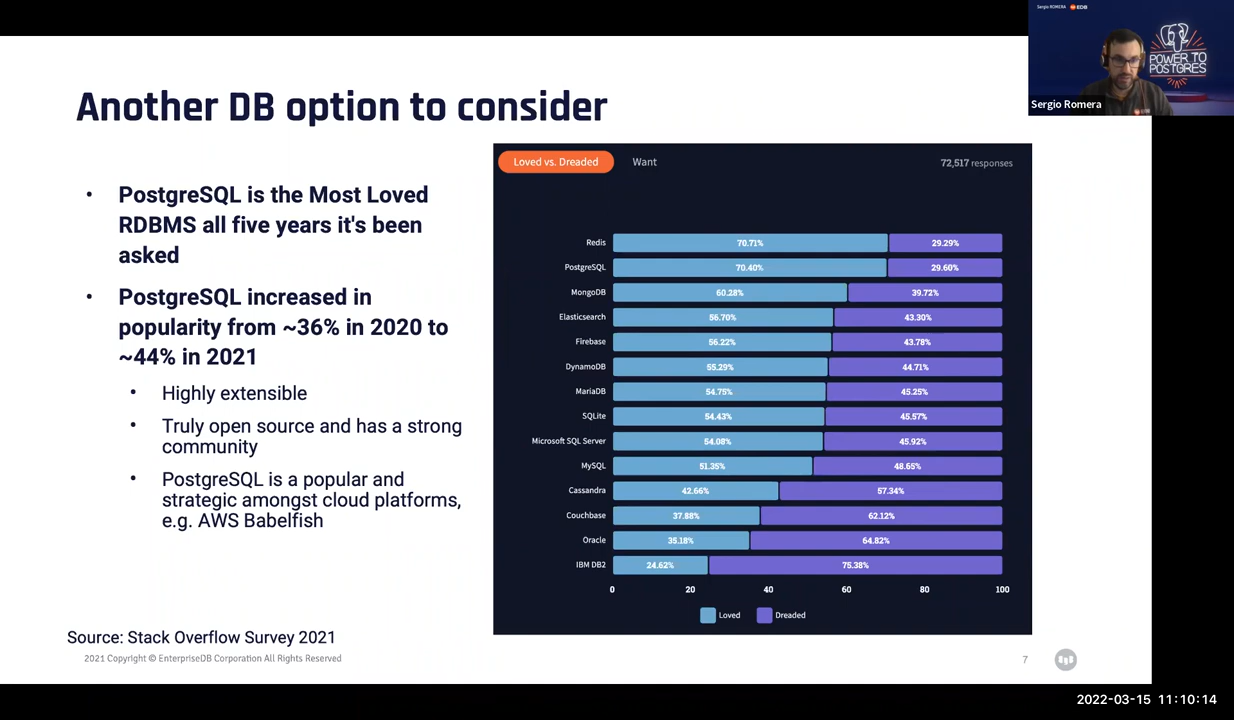 Sergio ROMERA EDB
POWER TO
POSTGRES
Sergio Romera
Another DB option to consider
• PostgreSQL is the Most Loved
RDBMS all five years it's been
asked
• PostgreSQL increased in
popularity from ~36% in 2020 to
~44% in 2021
• Highly extensible
• Truly open source and has a strong
community
• PostgreSQL is a popular and
strategic amongst cloud platforms,
e.g. AWS Babelfish
Loved vs. Dreaded Want 72,517 responses
Redis 70.71% 29.29%
PostgreSQL 70.40% 29.60%
MongoDB 60.28% 39.72%
Elasticsearch 56.70% 43.30%
Firebase 56.22% 43.78%
DynamoDB 55.29% 44.71%
MariaDB 54.75% 45.25%
SQLite 54.43% 45.57%
Microsoft SQL Server 54.08% 45.92%
MySQL 51.35% 48.65%
Cassandra 42.66% 57.34%
Couchbase 37.88% 62.12%
Oracle 35.18% 64.82%
IBM DB2 24.62% 75.38%
0 20 40 60 80 100
Loved Dreaded
Source: Stack Overflow Survey 2021
2021 Copyright © EnterpriseDB Corporation All Rights Reserved
7
2022-03-15 11:10:14